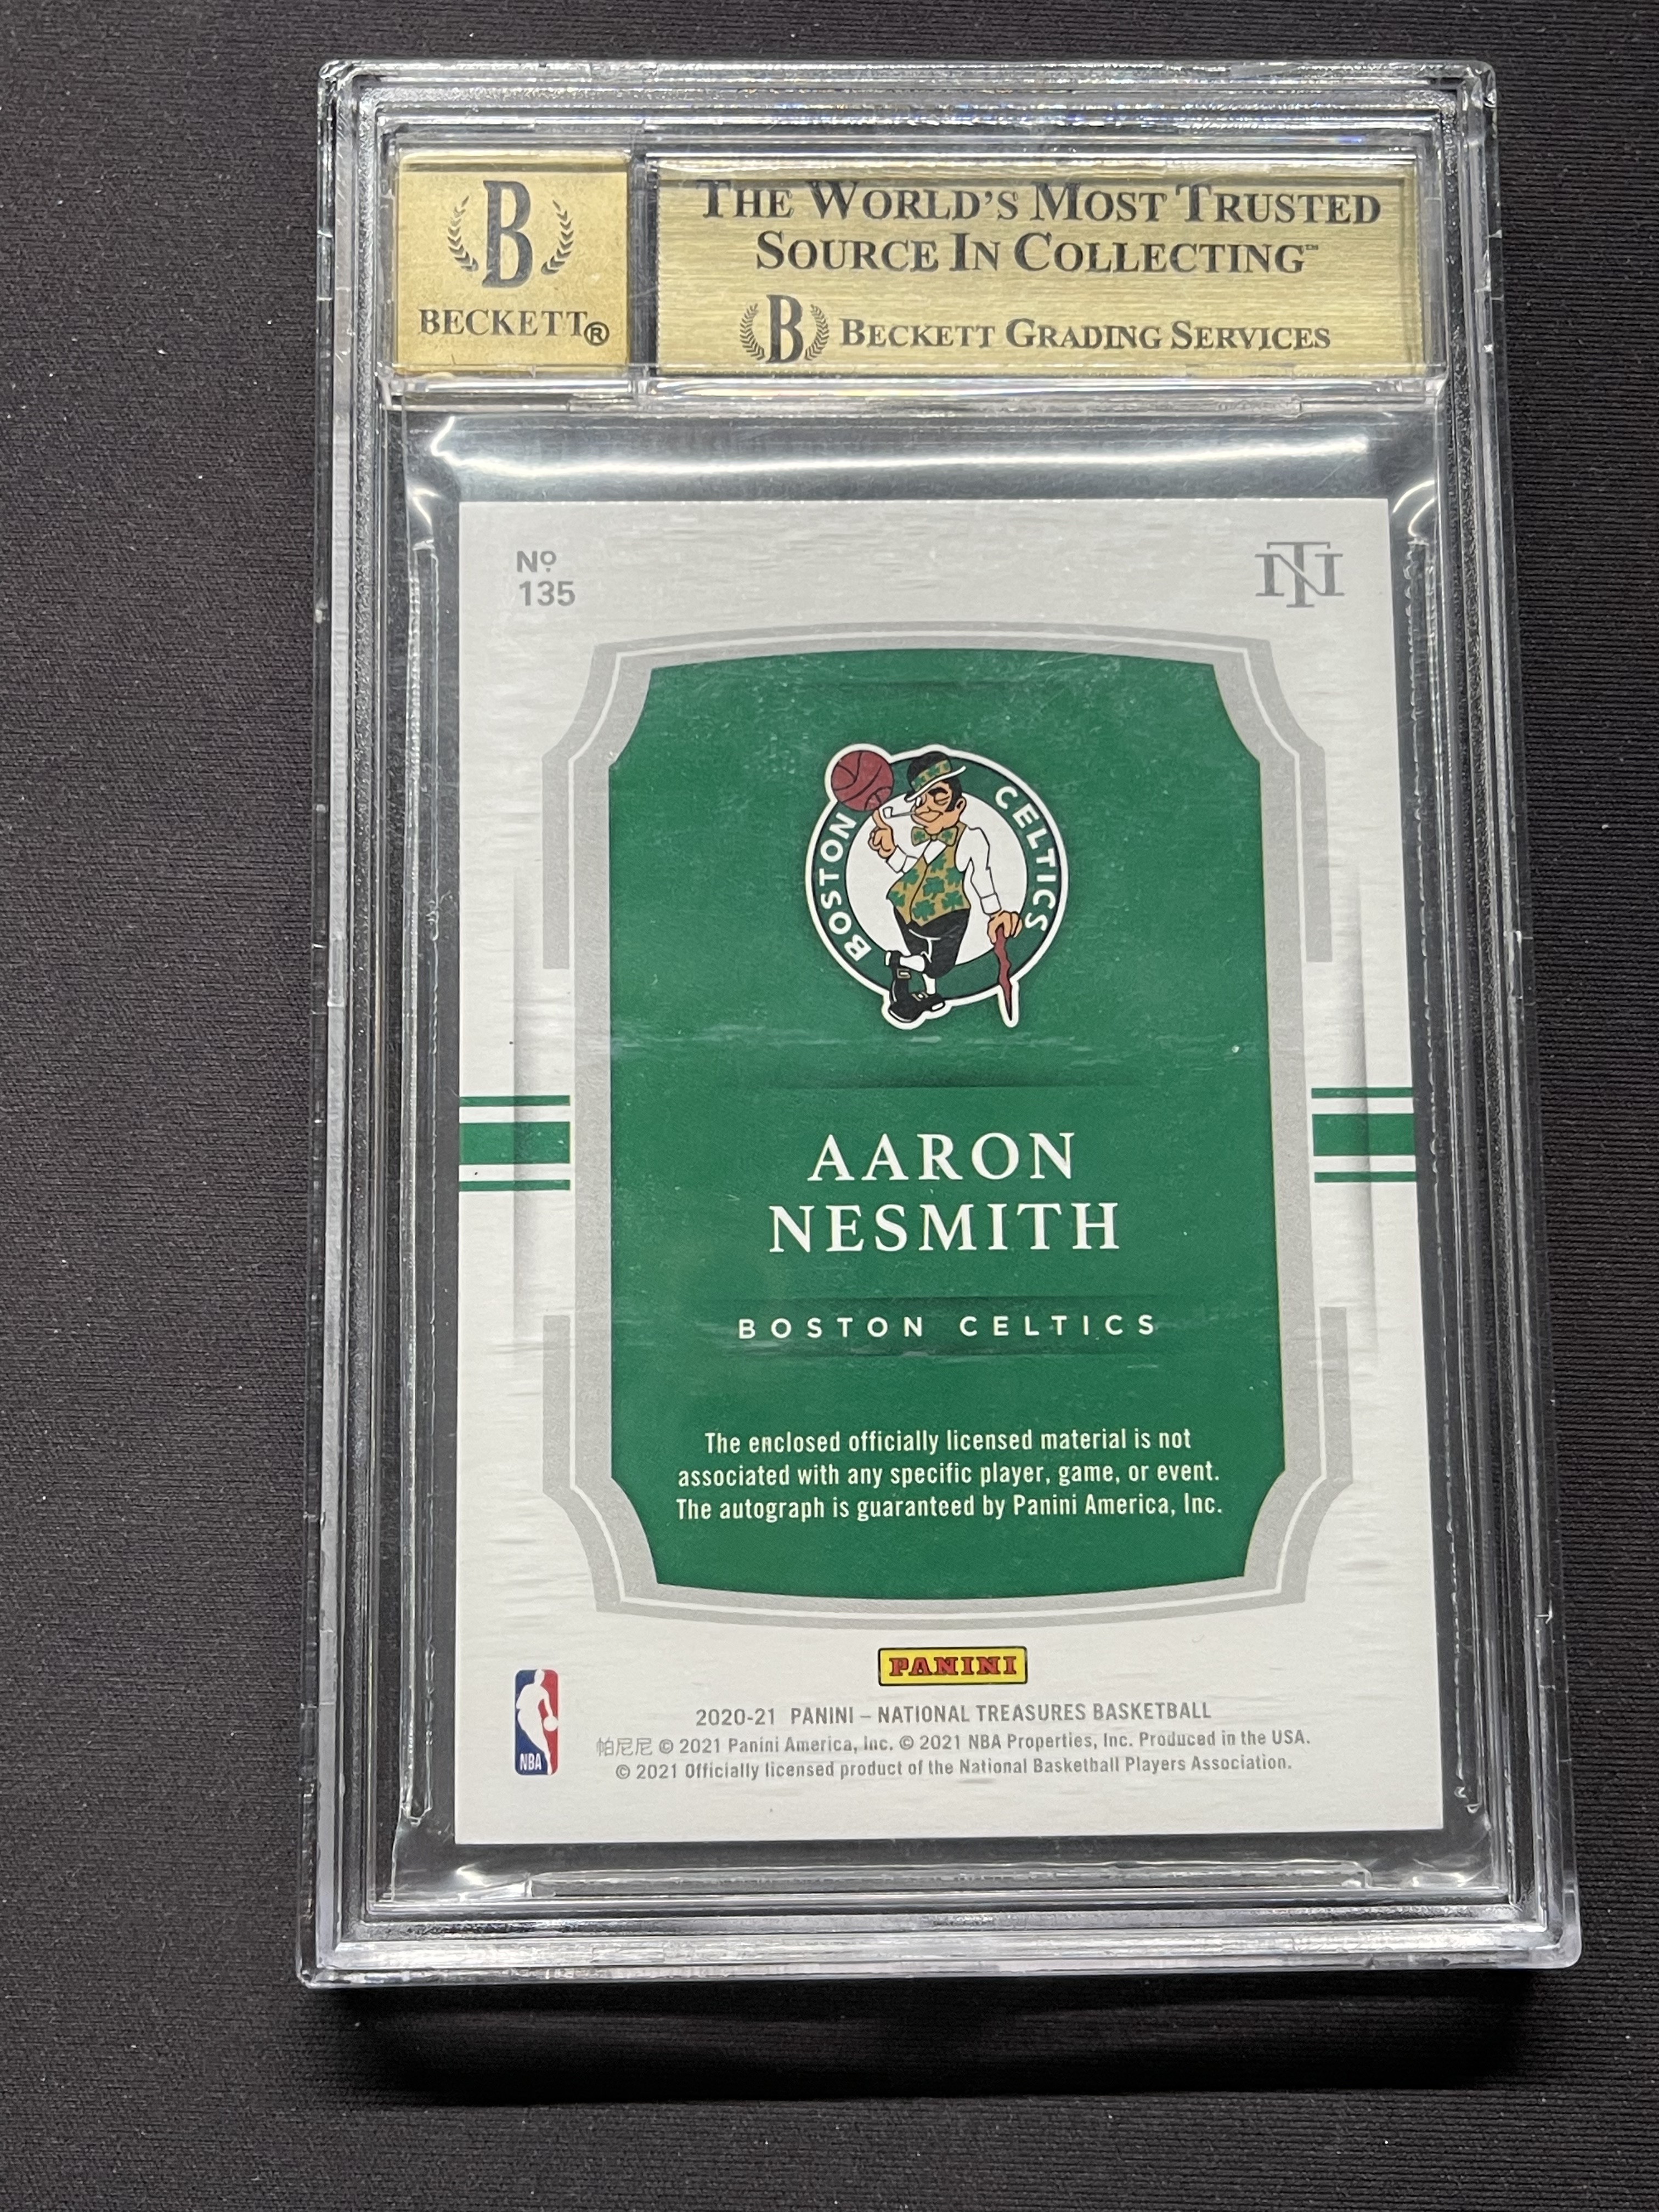 B
BECKETT®
THE WORLD'S MOST TRUSTED
SOURCE IN COLLECTING™
B BECKETT GRADING SERVICES
Nº
135
NT
BOSTON CELTICS
AARON
NESMITH
BOSTON CELTICS
The enclosed officially licensed material is not
associated with any specific player, game, or event.
The autograph is guaranteed by Panini America, Inc.
PANINI
NBA
2020-21 PANINI – NATIONAL TREASURES BASKETBALL
帕尼尼 © 2021 Panini America, Inc. © 2021 NBA Properties, Inc. Produced in the USA.
© 2021 Officially licensed product of the National Basketball Players Association.